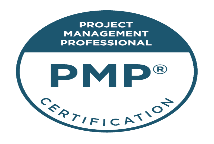 PROJECT
MANAGEMENT
PROFESSIONAL
PMP®
CERTIFICATION